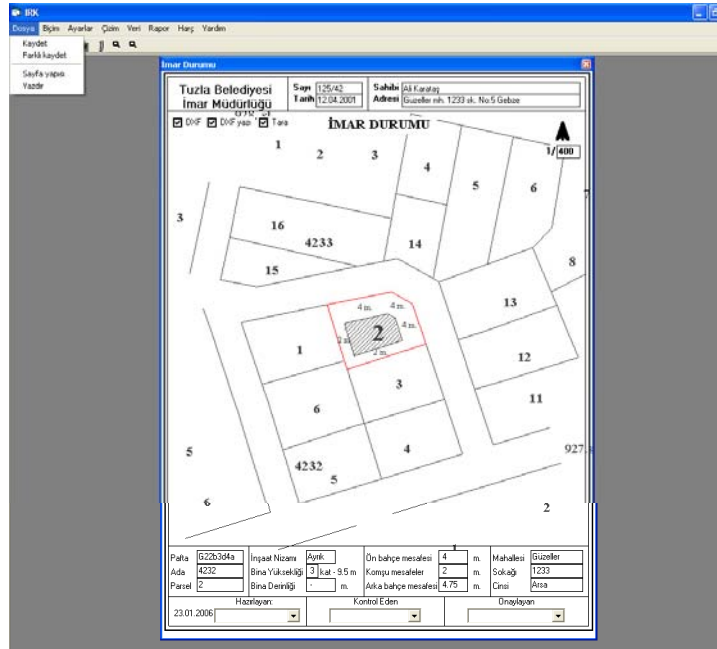 IRK
Dosya Biçim Ayarlar Çizim Veri Rapor Harç Yardım
Kaydet
Farklı kaydet
Sayfa yapısı
Yazdır
İmar Durumu
Tuzla Belediyesi
İmar Müdürlüğü
Sayı 125/42
Tarih 12.04.2001
Sahibi Ali Karataş
Adresi Güzeller mh. 1233 sk. No:5 Gebze
DXF DXF yazı Tara
İMAR DURUMU
1/ 400
1 2 3 4 5 6 7
3 16 4233 14 8
15
13
4 m. 4 m.
4 m.
2
2 m.
1 12
3
6 11
5 4 927
4232
5
6 2
Pafta G22b3d4a
Ada 4232
Parsel 2
İnşaat Nizamı Ayrık
Bina Yüksekliği 3 kat - 9.5 m
Bina Derinliği - m.
Ön bahçe mesafesi 4 m.
Komşu mesafeler 2 m.
Arka bahçe mesafesi 4.75 m.
Mahallesi Güzeller
Sokağı 1233
Cinsi Arsa
Hazırlayan: Kontrol Eden Onaylayan
23.01.2006